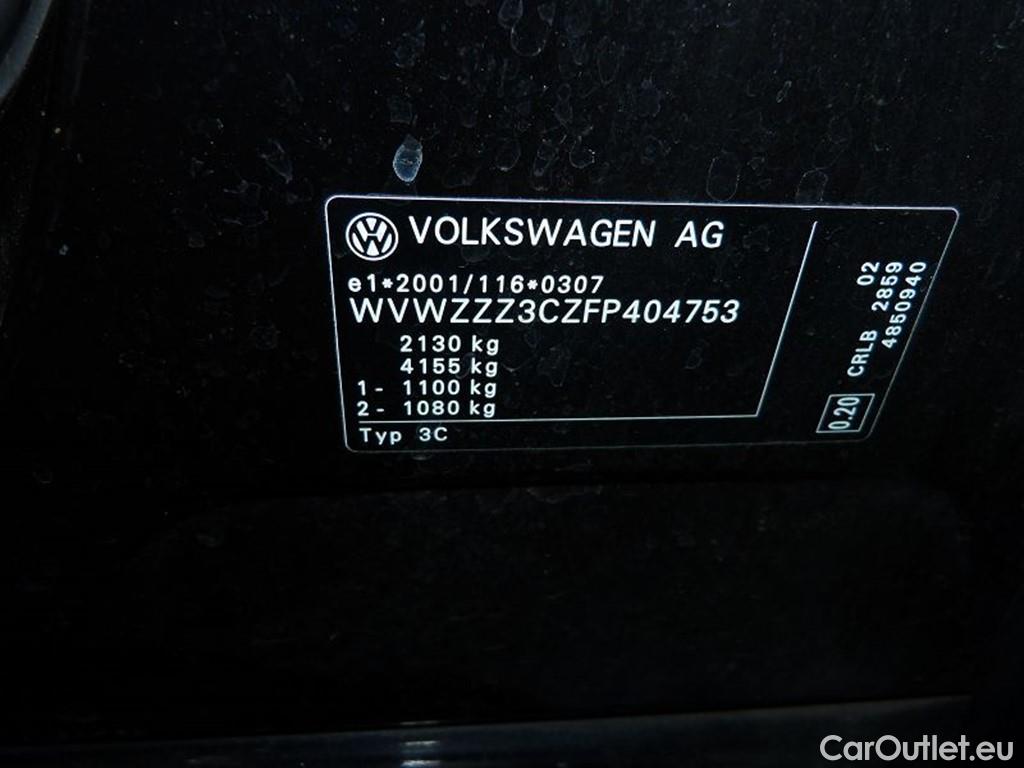 VOLKSWAGEN AG
e1*2001/116*0307
WVWZZZ3CZFP404753
2130 kg
4155 kg
1- 1100 kg
2- 1080 kg
Typ 3C
02
CRLB 2859
4850940
0.20
CarOutlet.eu